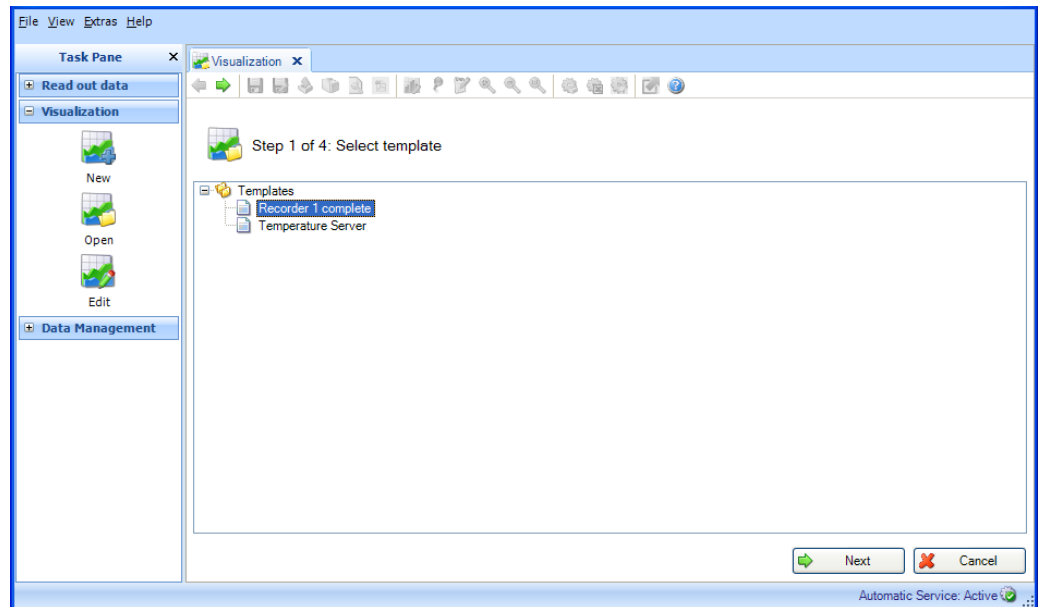 File View Extras Help
Task Pane
Visualization
Read out data
Visualization
Step 1 of 4: Select template
New
Templates
Recorder 1 complete
Temperature Server
Open
Edit
Data Management
Next Cancel
Automatic Service: Active